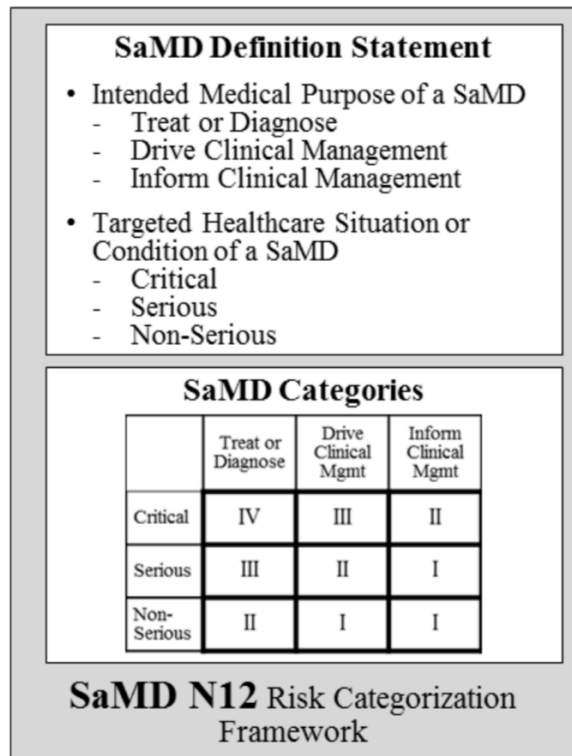 SaMD Definition Statement
• Intended Medical Purpose of a SaMD
- Treat or Diagnose
- Drive Clinical Management
- Inform Clinical Management
• Targeted Healthcare Situation or
Condition of a SaMD
- Critical
- Serious
- Non-Serious
SaMD Categories
Treat or
Diagnose
Drive
Clinical
Mgmt
Inform
Clinical
Mgmt
Critical IV III II
Serious III II I
Non-
Serious II I I
SaMD N12 Risk Categorization
Framework